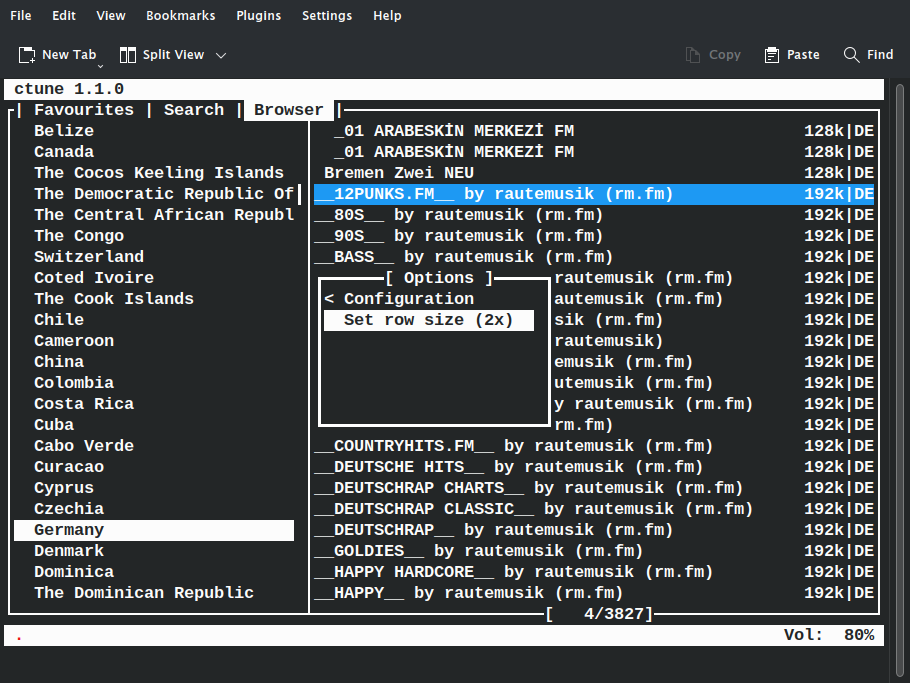 File Edit View Bookmarks Plugins Settings Help
New Tab Split View Copy Paste Find
ctune 1.1.0
| Favourites | Search | Browser |
Belize _01 ARABESKİN MERKEZİ FM 128k|DE
Canada _01 ARABESKİN MERKEZİ FM 128k|DE
The Cocos Keeling Islands Bremen Zwei NEU 128k|DE
The Democratic Republic Of __12PUNKS.FM__ by rautemusik (rm.fm) 192k|DE
The Central African Republ __80S__ by rautemusik (rm.fm) 192k|DE
The Congo __90S__ by rautemusik (rm.fm) 192k|DE
Switzerland __BASS__ by rautemusik (rm.fm) 192k|DE
Coted Ivoire [ Options ] rautemusik (rm.fm) 192k|DE
The Cook Islands < Configuration autemusik (rm.fm) 192k|DE
Chile Set row size (2x) sik (rm.fm) 192k|DE
Cameroon rautemusik) 192k|DE
China emusik (rm.fm) 192k|DE
Colombia utemusik (rm.fm) 192k|DE
Costa Rica y rautemusik (rm.fm) 192k|DE
Cuba rm.fm) 192k|DE
Cabo Verde __COUNTRYHITS.FM__ by rautemusik (rm.fm) 192k|DE
Curacao __DEUTSCHE HITS__ by rautemusik (rm.fm) 192k|DE
Cyprus __DEUTSCHRAP CHARTS__ by rautemusik (rm.fm) 192k|DE
Czechia __DEUTSCHRAP CLASSIC__ by rautemusik (rm.fm) 192k|DE
Germany __DEUTSCHRAP__ by rautemusik (rm.fm) 192k|DE
Denmark __GOLDIES__ by rautemusik (rm.fm) 192k|DE
Dominica __HAPPY HARDCORE__ by rautemusik (rm.fm) 192k|DE
The Dominican Republic __HAPPY__ by rautemusik (rm.fm) 192k|DE
[ 4/3827]
. Vol: 80%